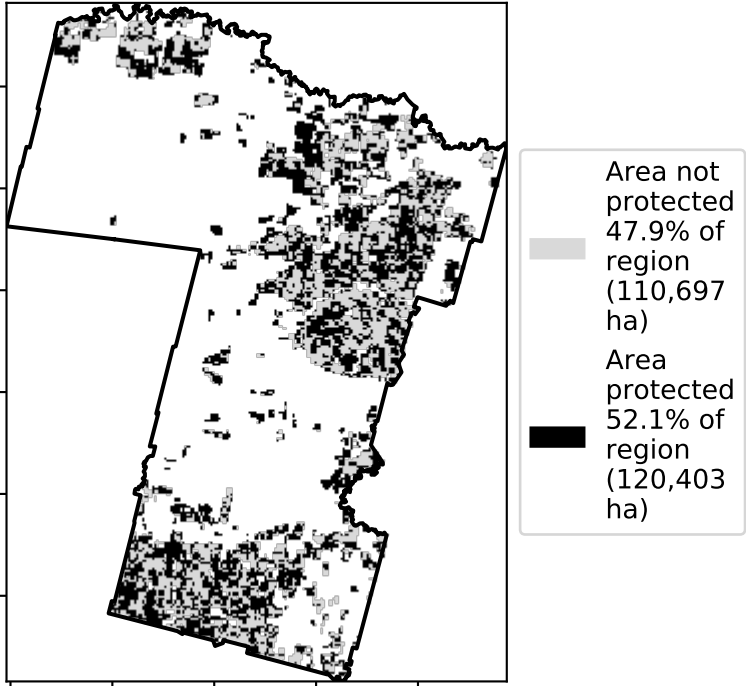 Area not
protected
47.9% of
region
(110,697
ha)
Area
protected
52.1% of
region
(120,403
ha)